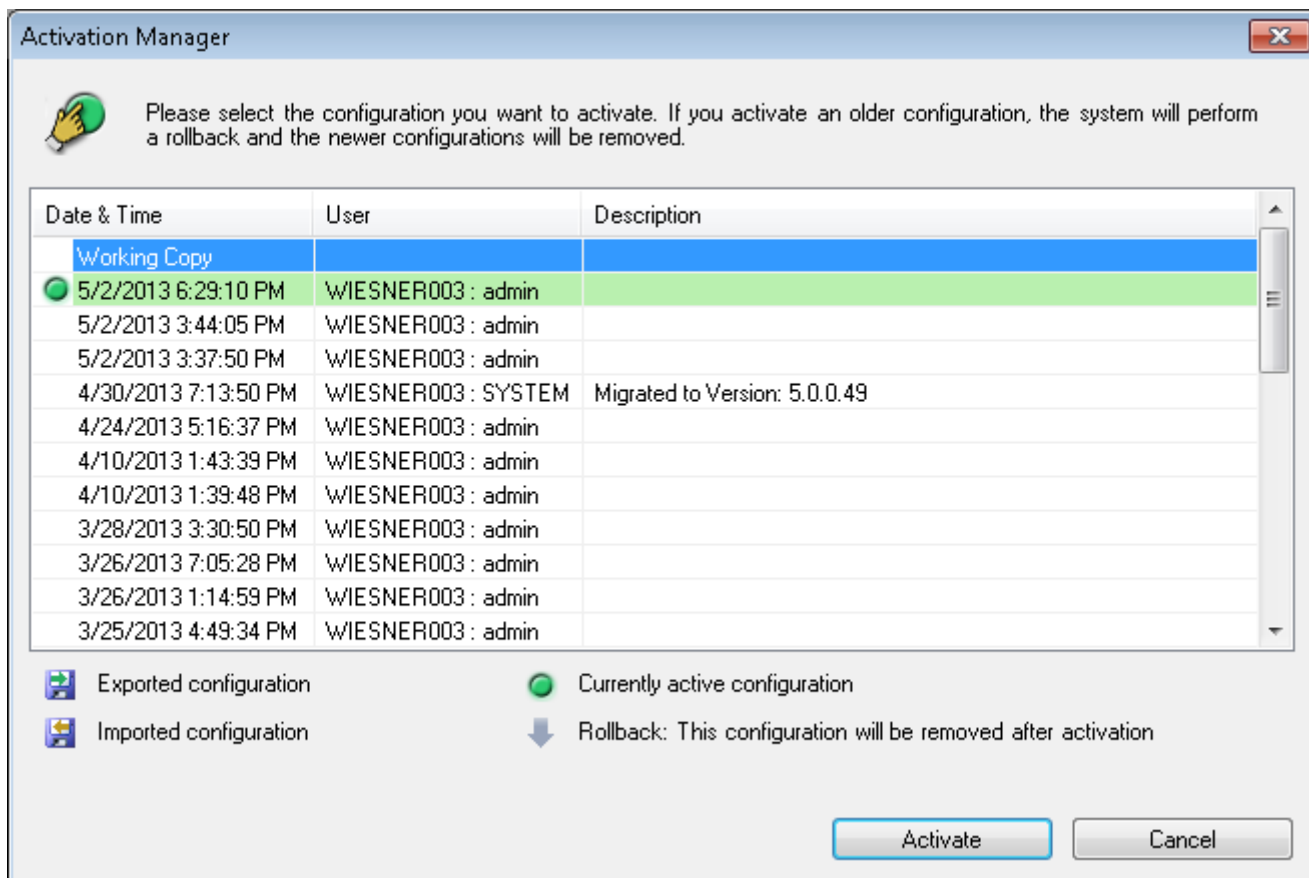 Activation Manager
Please select the configuration you want to activate. If you activate an older configuration, the system will perform
a rollback and the newer configurations will be removed.
Date & Time User Description
Working Copy
5/2/2013 6:29:10 PM WIESNER003 : admin
5/2/2013 3:44:05 PM WIESNER003 : admin
5/2/2013 3:37:50 PM WIESNER003 : admin
4/30/2013 7:13:50 PM WIESNER003 : SYSTEM Migrated to Version: 5.0.0.49
4/24/2013 5:16:37 PM WIESNER003 : admin
4/10/2013 1:43:39 PM WIESNER003 : admin
4/10/2013 1:39:48 PM WIESNER003 : admin
3/28/2013 3:30:50 PM WIESNER003 : admin
3/26/2013 7:05:28 PM WIESNER003 : admin
3/26/2013 1:14:59 PM WIESNER003 : admin
3/25/2013 4:49:34 PM WIESNER003 : admin
Exported configuration Currently active configuration
Imported configuration Rollback: This configuration will be removed after activation
Activate Cancel